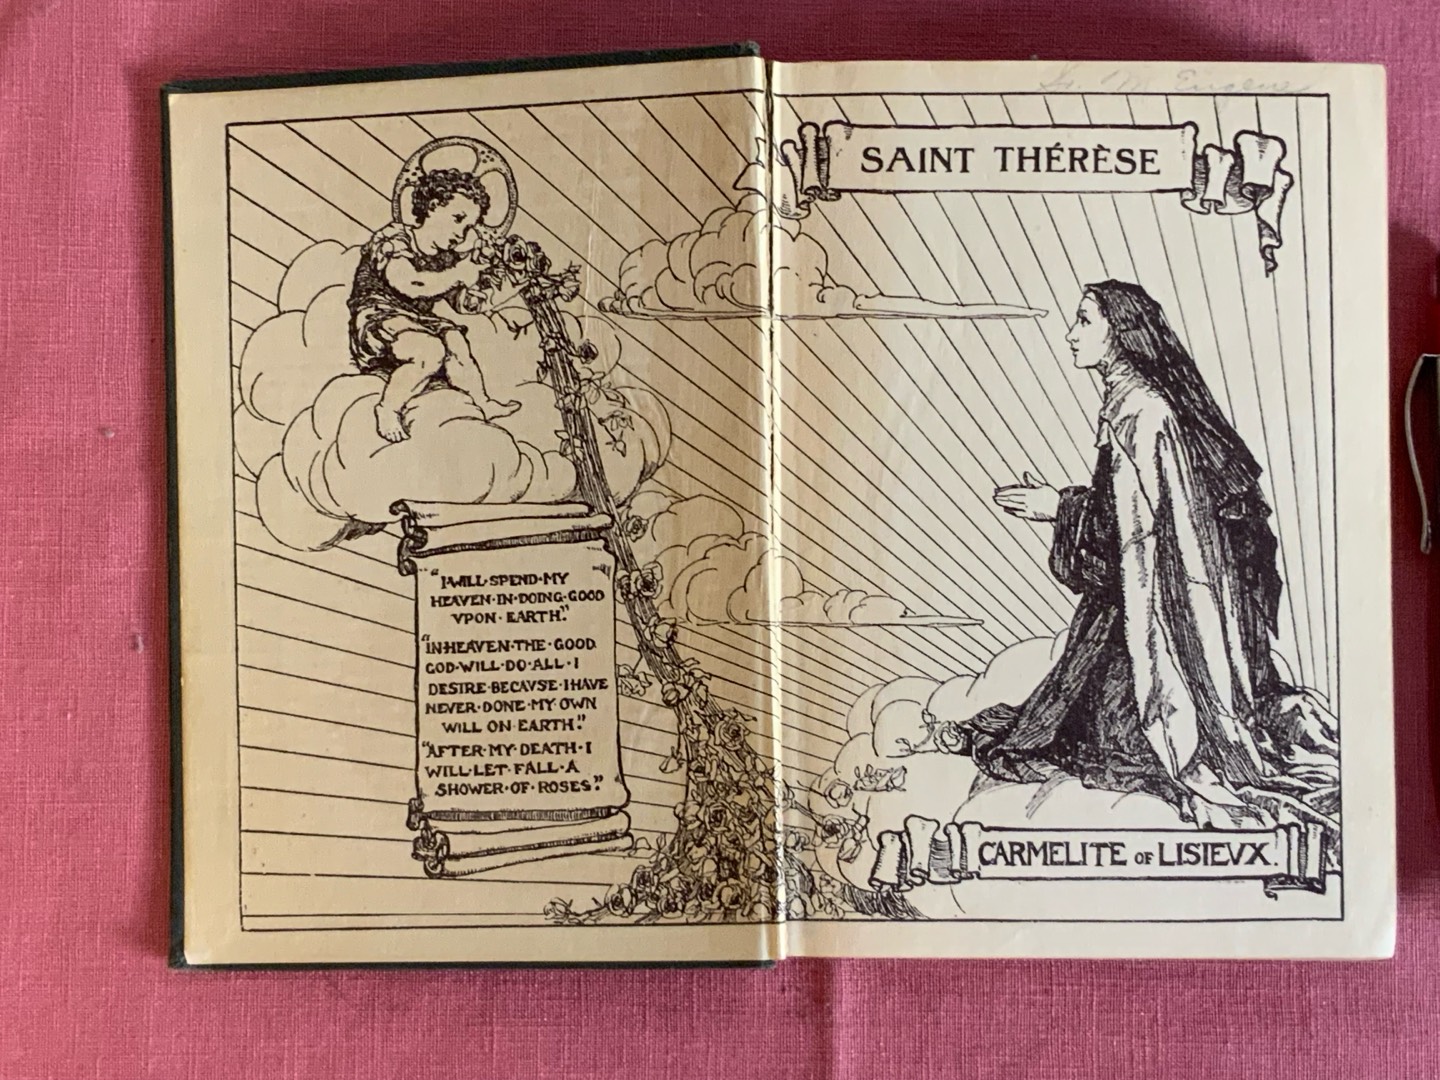 "I·WILL·SPEND·MY
HEAVEN·IN·DOING·GOOD
VPON·EARTH."
"IN·HEAVEN·THE·GOOD
GOD·WILL·DO·ALL·I
DESIRE·BECAVSE·I·HAVE
NEVER·DONE·MY·OWN
WILL ON EARTH."
"AFTER·MY·DEATH·I
WILL·LET·FALL·A
SHOWER·OF·ROSES."
Sr. M. Eugene
SAINT THÉRÈSE
CARMELITE OF LISIEVX.